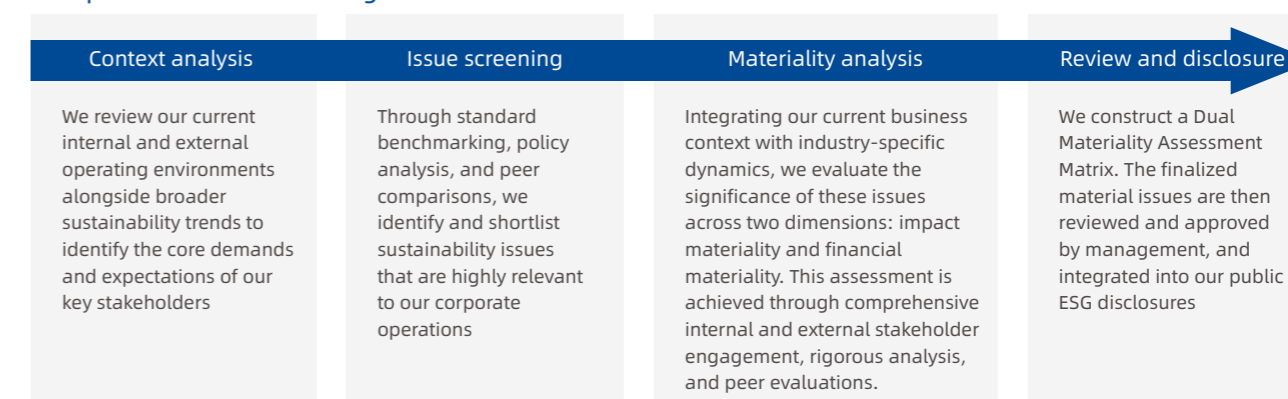 Context analysis
We review our current
internal and external
operating environments
alongside broader
sustainability trends to
identify the core demands
and expectations of our
key stakeholders
Issue screening
Through standard
benchmarking, policy
analysis, and peer
comparisons, we
identify and shortlist
sustainability issues
that are highly relevant
to our corporate
operations
Materiality analysis
Integrating our current business
context with industry-specific
dynamics, we evaluate the
significance of these issues
across two dimensions: impact
materiality and financial
materiality. This assessment is
achieved through comprehensive
internal and external stakeholder
engagement, rigorous analysis,
and peer evaluations.
Review and disclosure
We construct a Dual
Materiality Assessment
Matrix. The finalized
material issues are then
reviewed and approved
by management, and
integrated into our public
ESG disclosures